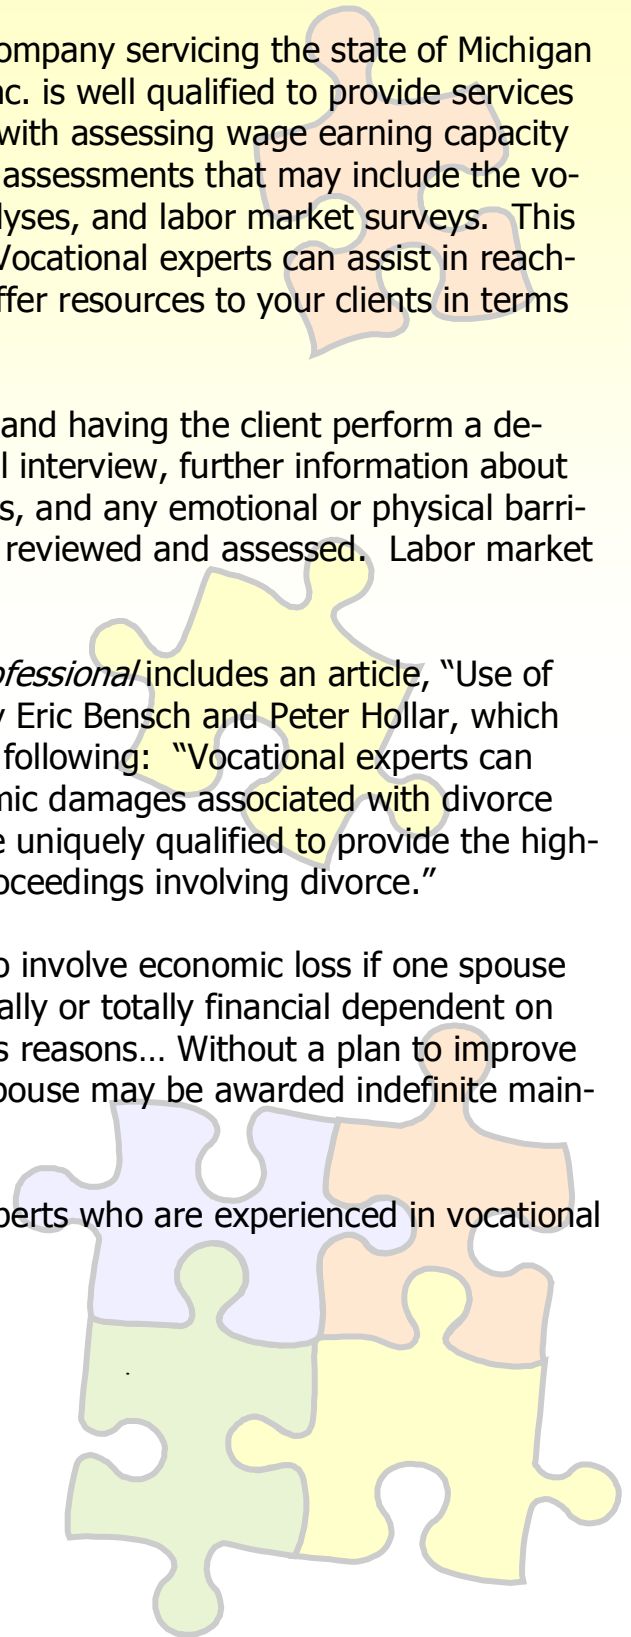 ompany servicing the state of Michigan
nc. is well qualified to provide services
with assessing wage earning capacity
assessments that may include the vo-
lyses, and labor market surveys.  This
Vocational experts can assist in reach-
ffer resources to your clients in terms
and having the client perform a de-
l interview, further information about
s, and any emotional or physical barri-
reviewed and assessed.  Labor market
ofessional includes an article, “Use of
y Eric Bensch and Peter Hollar, which
following:  “Vocational experts can
mic damages associated with divorce
e uniquely qualified to provide the high-
oceedings involving divorce.”
o involve economic loss if one spouse
ally or totally financial dependent on
s reasons… Without a plan to improve
pouse may be awarded indefinite main-
perts who are experienced in vocational
.